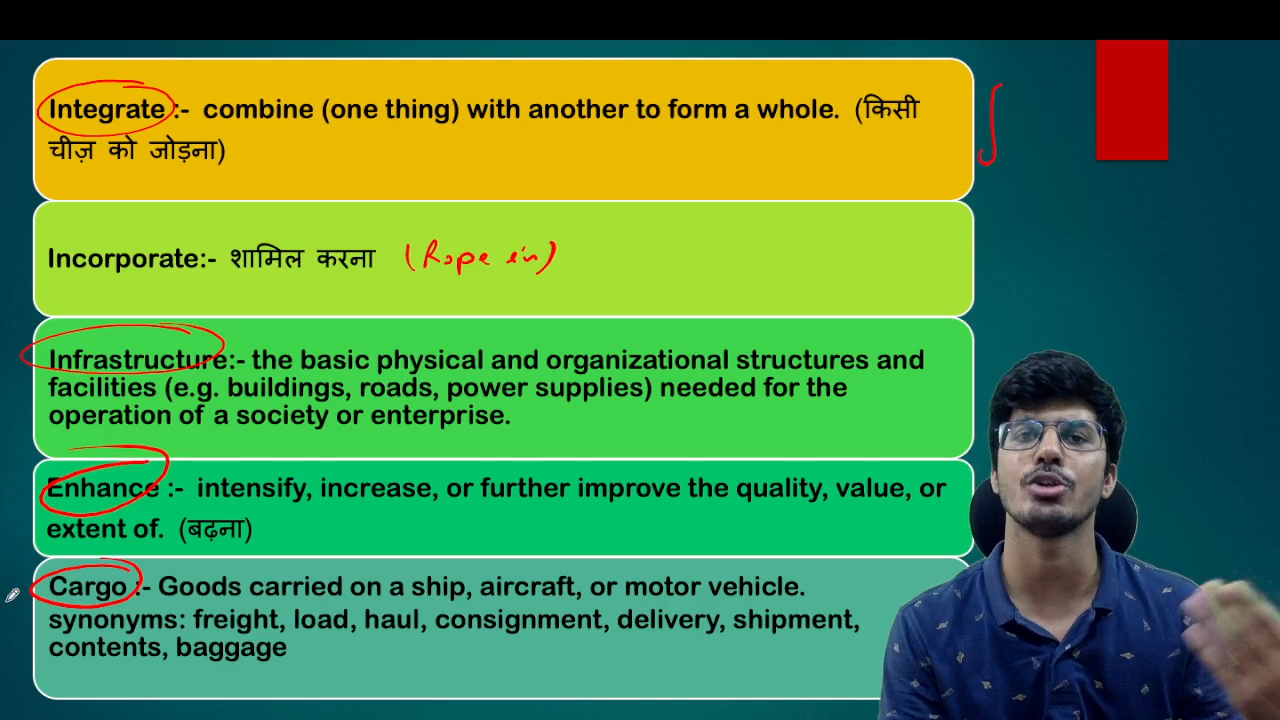 Integrate :- combine (one thing) with another to form a whole. (किसी
चीज़ को जोड़ना)
Incorporate:- शामिल करना (Rope in)
Infrastructure:- the basic physical and organizational structures and
facilities (e.g. buildings, roads, power supplies) needed for the
operation of a society or enterprise.
Enhance :- intensify, increase, or further improve the quality, value, or
extent of. (बढ़ना)
Cargo :- Goods carried on a ship, aircraft, or motor vehicle.
synonyms: freight, load, haul, consignment, delivery, shipment,
contents, baggage